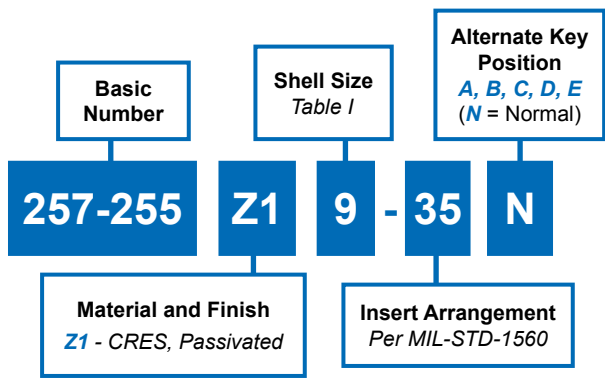 Basic
Number
Shell Size
Table I
Alternate Key
Position
A, B, C, D, E
(N = Normal)
257-255 Z1 9 - 35 N
Material and Finish
Z1 - CRES, Passivated
Insert Arrangement
Per MIL-STD-1560